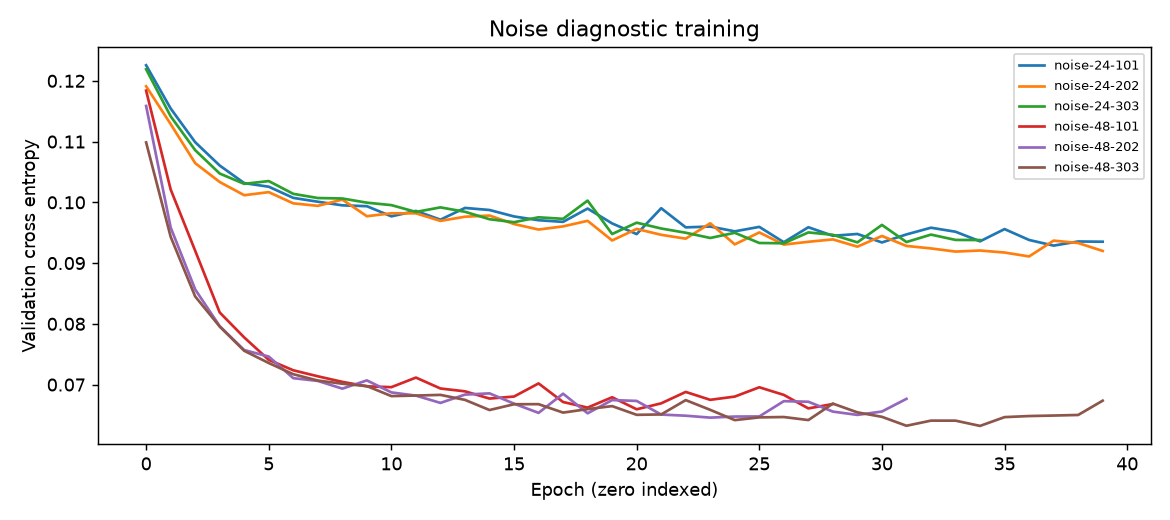 Noise diagnostic training
Validation cross entropy
0.12
0.11
0.10
0.09
0.08
0.07
noise-24-101
noise-24-202
noise-24-303
noise-48-101
noise-48-202
noise-48-303
0 5 10 15 20 25 30 35 40
Epoch (zero indexed)